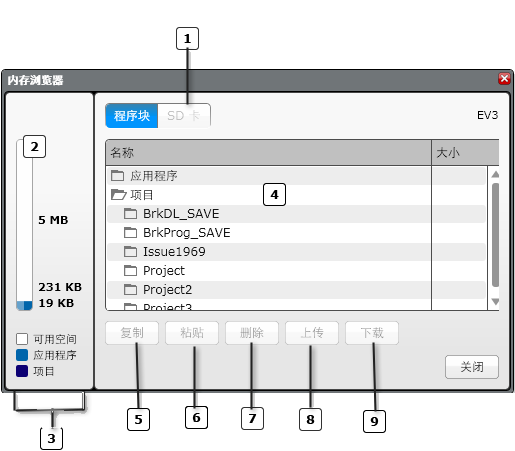 1
内存浏览器
程序块
SD 卡
EV3
2
名称
大小
应用程序
项目
4
BrkDL_SAVE
5 MB
BrkProg_SAVE
Issue1969
Project
231 KB
Project2
19 KB
Project3
可用空间
复制
粘贴
删除
上传
下载
应用程序
项目
关闭
5
6
7
8
9
3